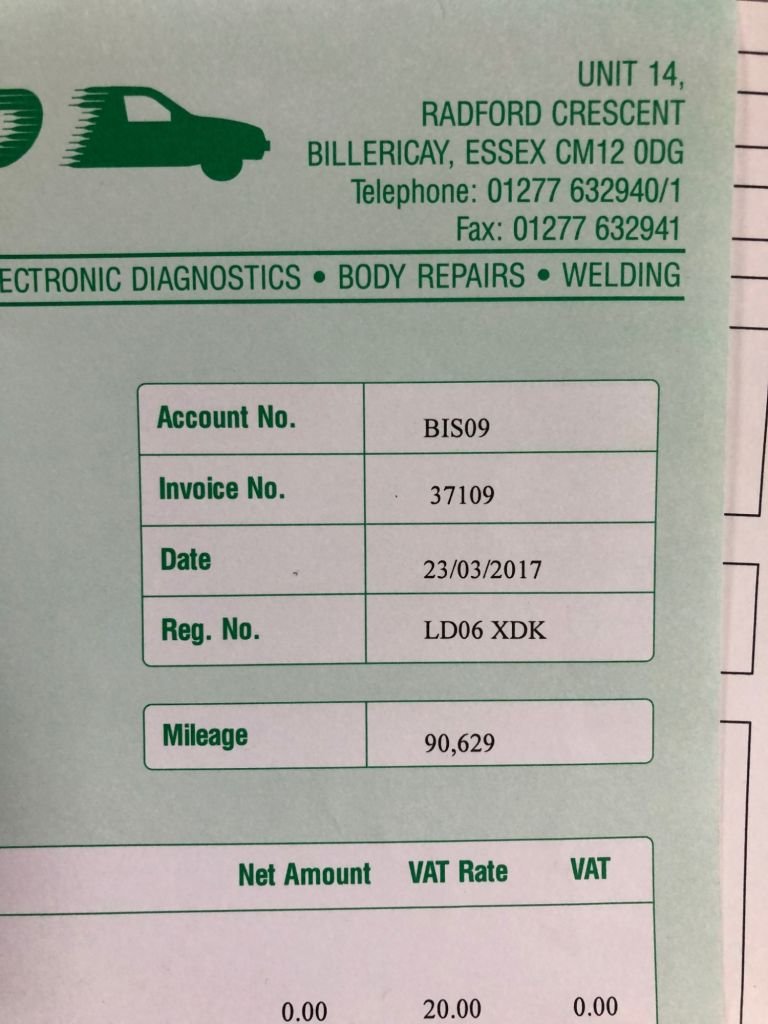 UNIT 14,
RADFORD CRESCENT
BILLERICAY, ESSEX CM12 0DG
Telephone: 01277 632940/1
Fax: 01277 632941
ECTRONIC DIAGNOSTICS • BODY REPAIRS • WELDING
Account No. BIS09
Invoice No. 37109
Date 23/03/2017
Reg. No. LD06 XDK
Mileage 90,629
Net Amount VAT Rate VAT
0.00 20.00 0.00